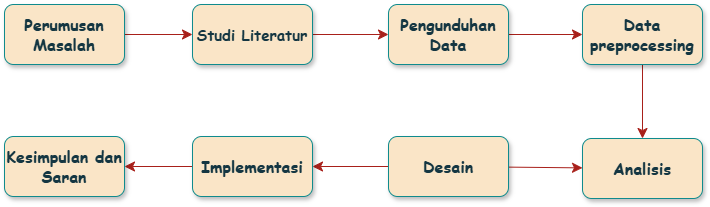 Perumusan
Masalah
Studi Literatur
Pengunduhan
Data
Data
preprocessing
Kesimpulan dan
Saran
Implementasi
Desain
Analisis